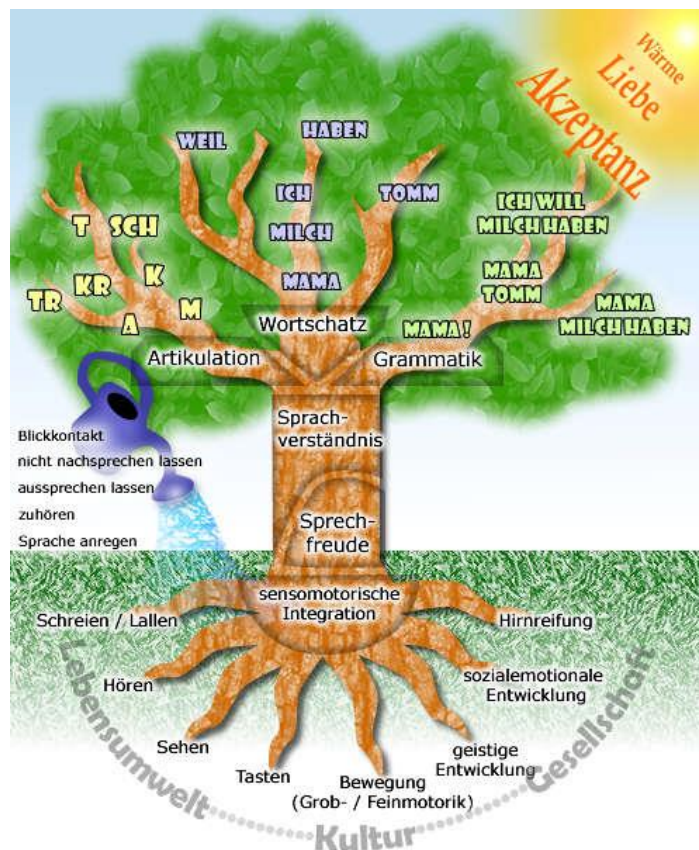 Wärme
Liebe
Akzeptanz
WEIL
HABEN
ICH
TOMM
MILCH
MAMA
T
SCH
K
KR
TR
A
M
ICH WILL
MILCH HABEN
MAMA
TOMM
MAMA
MILCH HABEN
MAMA !
Wortschatz
Artikulation
Grammatik
Sprach-
verständnis
Sprech-
freude
Blickkontakt
nicht nachsprechen lassen
aussprechen lassen
zuhören
Sprache anregen
sensomotorische
Integration
Schreien / Lallen
Hören
Sehen
Tasten
Bewegung
(Grob- / Feinmotorik)
geistige
Entwicklung
sozialemotionale
Entwicklung
Hirnreifung
Lebensumwelt
Kultur
Gesellschaft